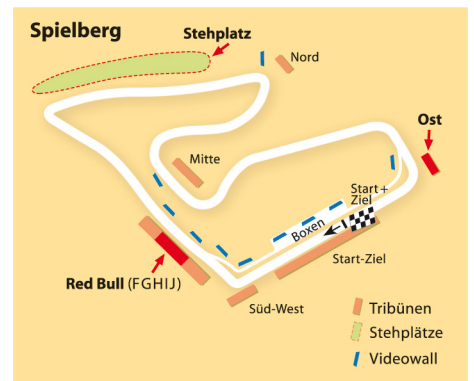 Spielberg
Stehplatz
Nord
Ost
Mitte
Start+
Ziel
Boxen
Start-Ziel
Red Bull (FGHIJ)
Süd-West
Tribünen
Stehplätze
Videowall